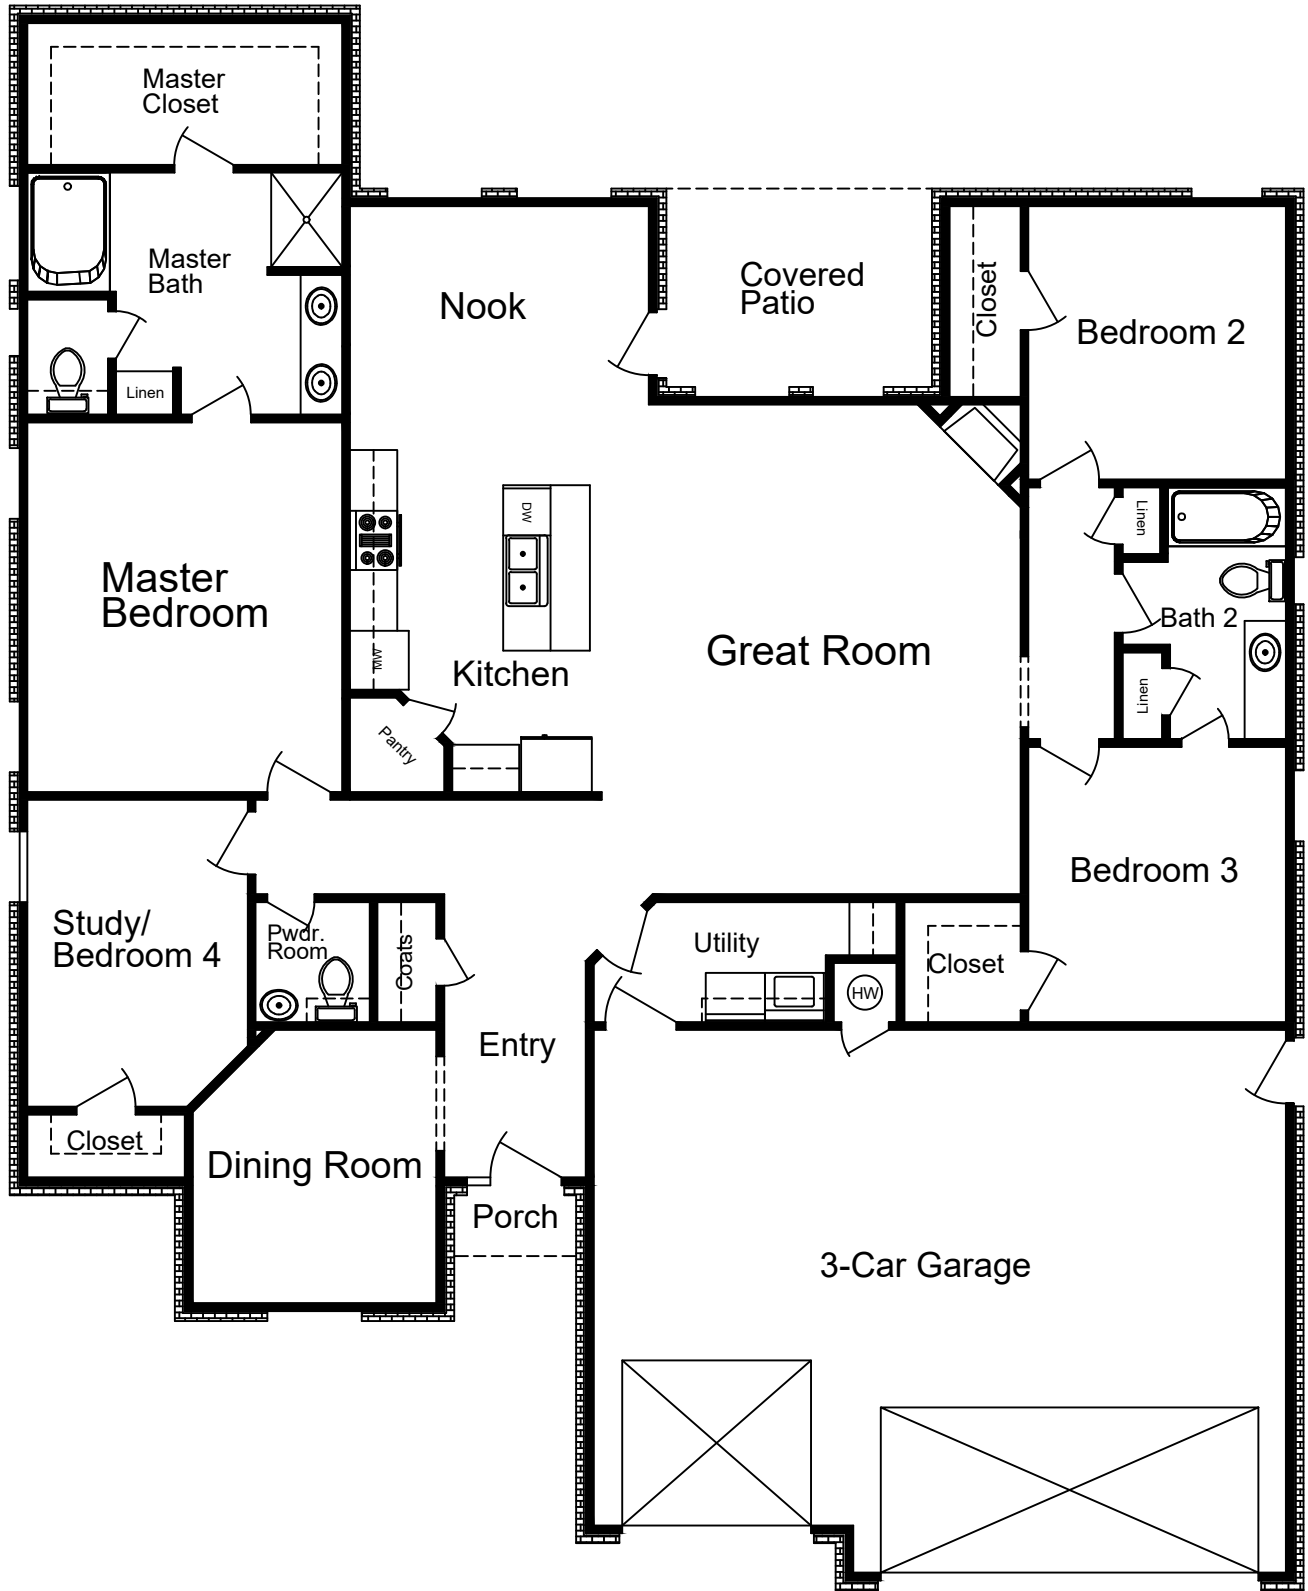 Master
Closet
Master
Bath
Nook
Covered
Patio
Closet
Bedroom 2
Linen
DW
Linen
Master
Bedroom
Bath 2
Great Room
MW
Kitchen
Linen
Pantry
Bedroom 3
Study/
Bedroom 4
Pwdr.
Room
Coats
Utility
Closet
HW
Entry
Closet
Dining Room
Porch
3-Car Garage